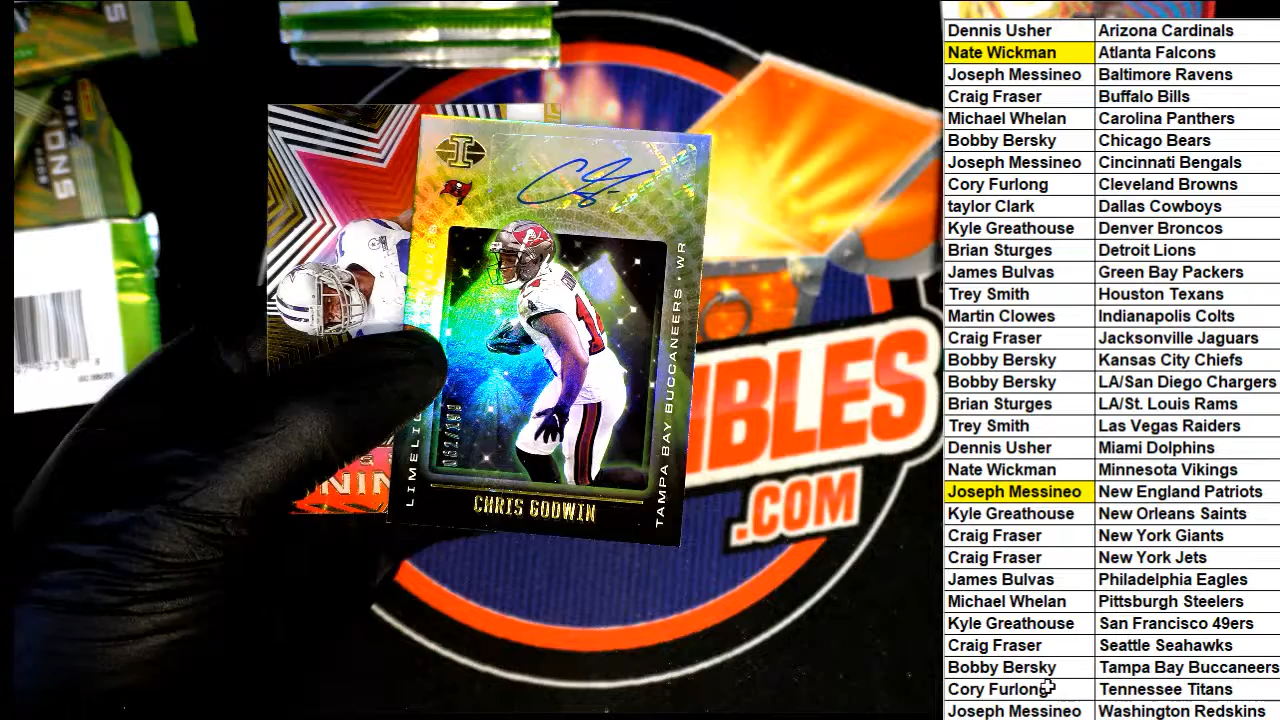 Dennis Usher Arizona Cardinals
Nate Wickman Atlanta Falcons
Joseph Messineo Baltimore Ravens
Craig Fraser Buffalo Bills
Michael Whelan Carolina Panthers
Bobby Bersky Chicago Bears
Joseph Messineo Cincinnati Bengals
Cory Furlong Cleveland Browns
taylor Clark Dallas Cowboys
Kyle Greathouse Denver Broncos
Brian Sturges Detroit Lions
James Bulvas Green Bay Packers
Trey Smith Houston Texans
Martin Clowes Indianapolis Colts
Craig Fraser Jacksonville Jaguars
Bobby Bersky Kansas City Chiefs
Bobby Bersky LA/San Diego Chargers
Brian Sturges LA/St. Louis Rams
Trey Smith Las Vegas Raiders
Dennis Usher Miami Dolphins
Nate Wickman Minnesota Vikings
Joseph Messineo New England Patriots
Kyle Greathouse New Orleans Saints
Craig Fraser New York Giants
Craig Fraser New York Jets
James Bulvas Philadelphia Eagles
Michael Whelan Pittsburgh Steelers
Kyle Greathouse San Francisco 49ers
Craig Fraser Seattle Seahawks
Bobby Bersky Tampa Bay Buccaneers
Cory Furlong Tennessee Titans
Joseph Messineo Washington Redskins
I
TAMPA BAY BUCCANEERS WR
CHRIS GODWIN
IBLES
.COM